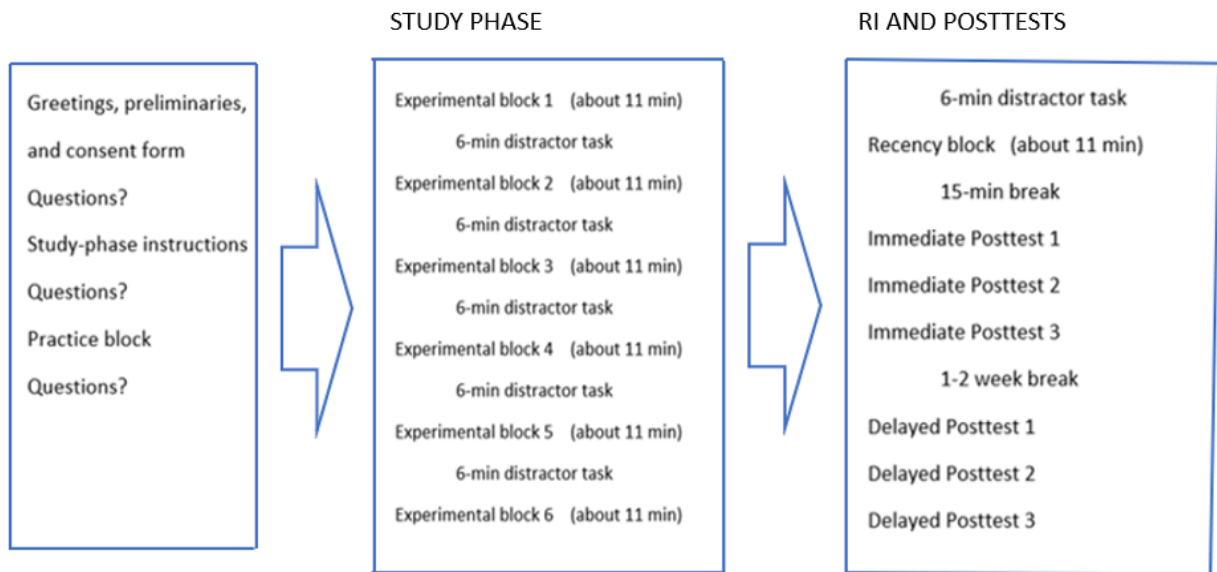 STUDY PHASE
RI AND POSTTESTS
Greetings, preliminaries,
and consent form
Questions?
Study-phase instructions
Questions?
Practice block
Questions?
Experimental block 1 (about 11 min)
6-min distractor task
Experimental block 2 (about 11 min)
6-min distractor task
Experimental block 3 (about 11 min)
6-min distractor task
Experimental block 4 (about 11 min)
6-min distractor task
Experimental block 5 (about 11 min)
6-min distractor task
Experimental block 6 (about 11 min)
6-min distractor task
Recency block (about 11 min)
15-min break
Immediate Posttest 1
Immediate Posttest 2
Immediate Posttest 3
1-2 week break
Delayed Posttest 1
Delayed Posttest 2
Delayed Posttest 3